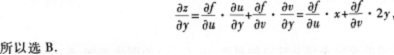 ∂z/∂y = ∂f/∂u · ∂u/∂y + ∂f/∂v · ∂v/∂y = ∂f/∂u · x + ∂f/∂v · 2y,
所以选 B.